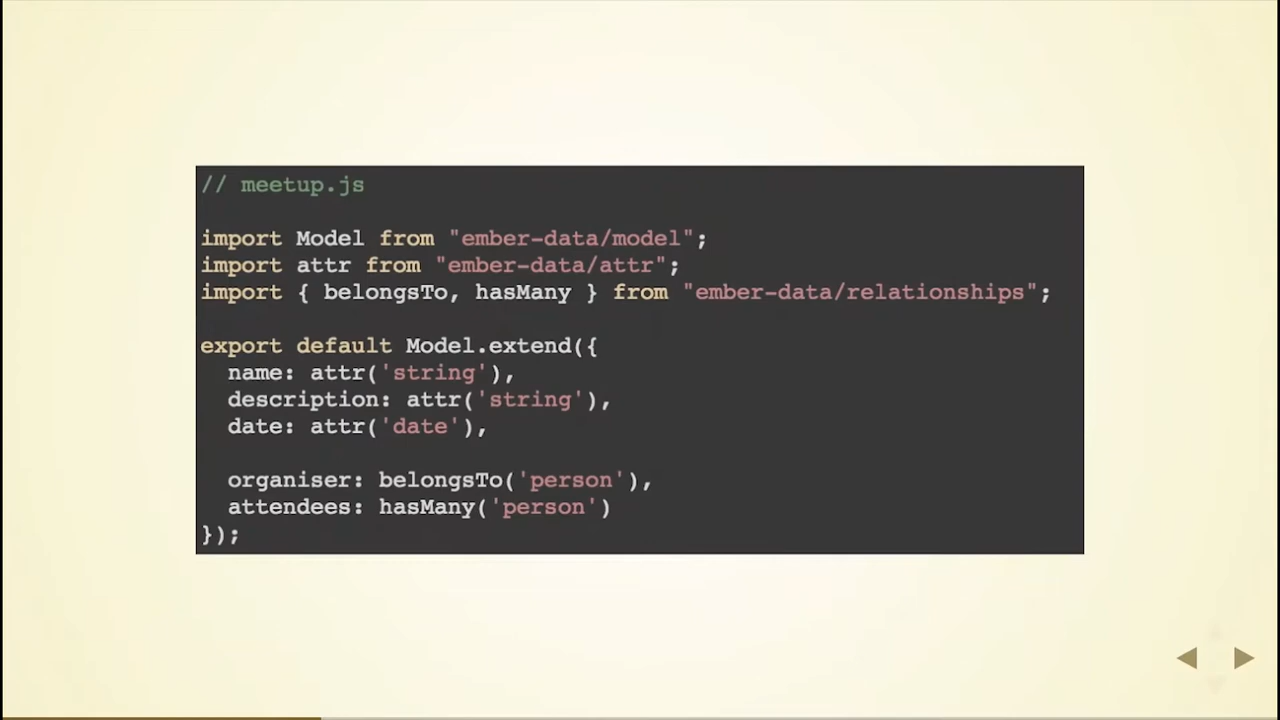 // meetup.js
import Model from "ember-data/model";
import attr from "ember-data/attr";
import { belongsTo, hasMany } from "ember-data/relationships";
export default Model.extend({
  name: attr('string'),
  description: attr('string'),
  date: attr('date'),
  organiser: belongsTo('person'),
  attendees: hasMany('person')
});